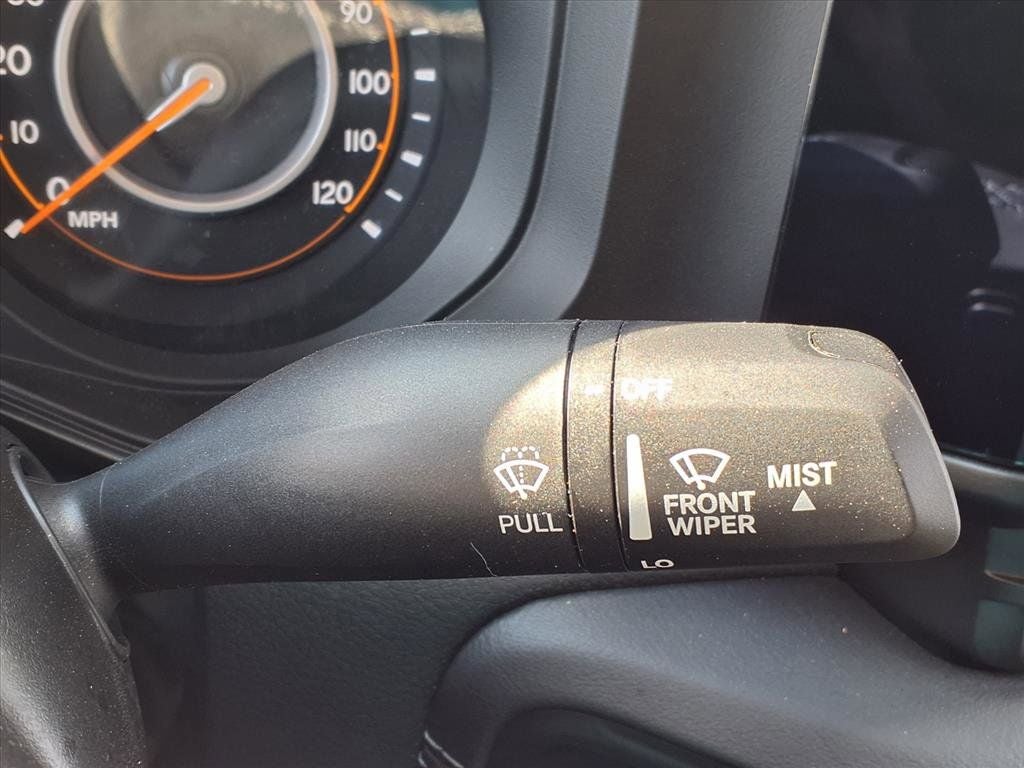 90
20
100
10
110
0
120
MPH
OFF
MIST
FRONT
WIPER
PULL
LO